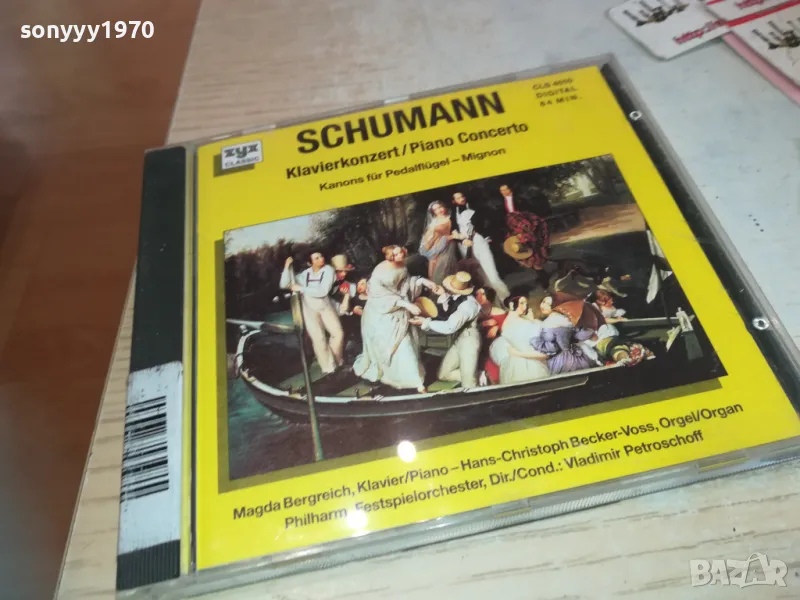 sonyyy1970
CLS 4010
DIGITAL
54 MIN.
SCHUMANN
zyx
CLASSIC
Klavierkonzert/Piano Concerto
Kanons für Pedalflügel – Mignon
Magda Bergreich, Klavier/Piano – Hans-Christoph Becker-Voss, Orgel/Organ
Philharm. Festspielorchester, Dir./Cond.: Vladimir Petroschoff
BAZAR